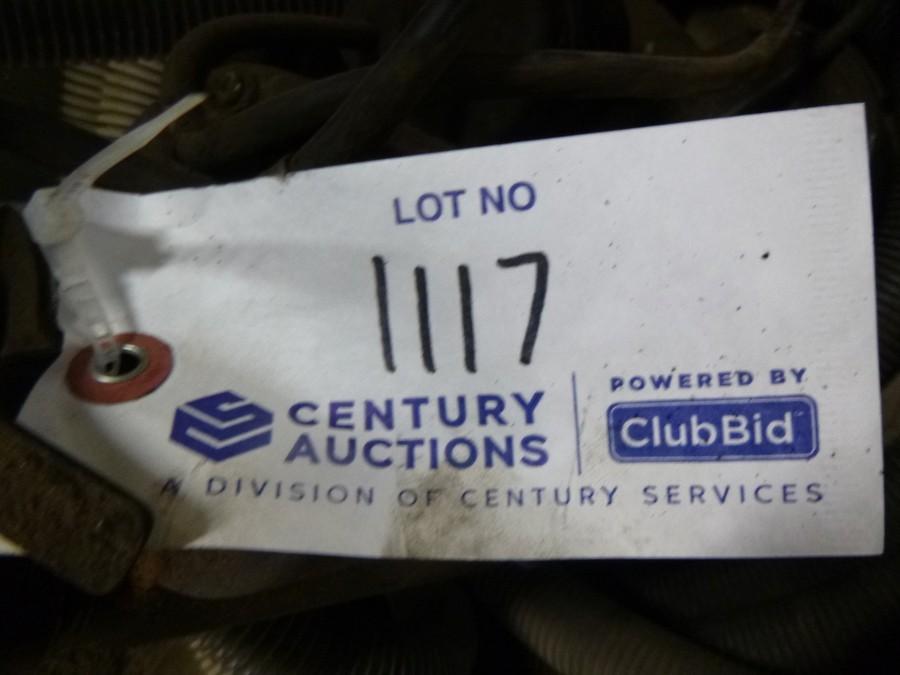 LOT NO
1117
CENTURY
AUCTIONS
A DIVISION OF CENTURY SERVICES
POWERED BY
ClubBid